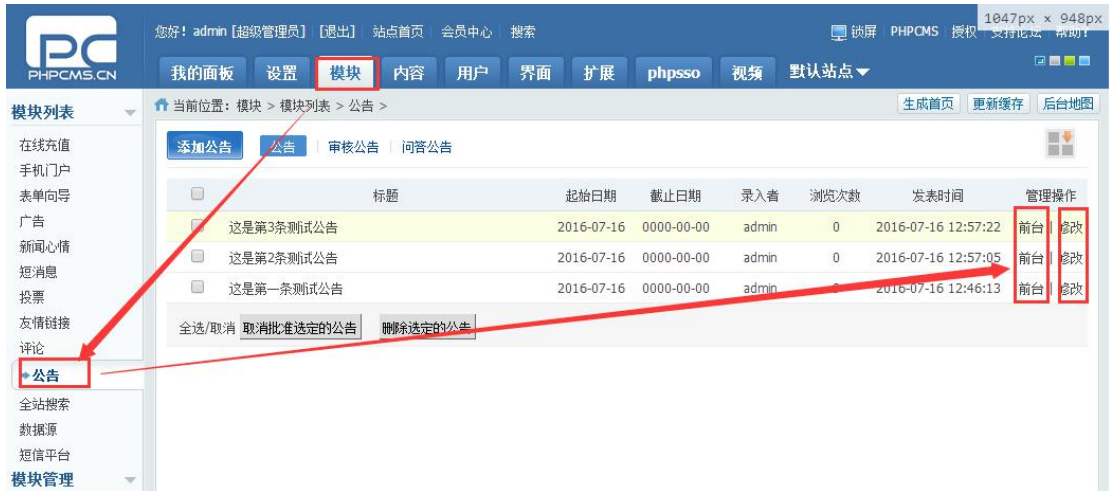 您好！admin [超级管理员] [退出] 站点首页 会员中心 搜索
锁屏 PHPCMS 授权 支持论坛 帮助?
1047px × 948px
PC
PHPCMS.CN
我的面板 设置 模块 内容 用户 界面 扩展 phpsso 视频 默认站点
模块列表
当前位置：模块 > 模块列表 > 公告 >
生成首页 更新缓存 后台地图
在线充值
手机门户
表单向导
广告
新闻心情
短消息
投票
友情链接
评论
公告
全站搜索
数据源
短信平台
模块管理
添加公告 公告 审核公告 问答公告
标题 起始日期 截止日期 录入者 浏览次数 发表时间 管理操作
这是第3条测试公告 2016-07-16 0000-00-00 admin 0 2016-07-16 12:57:22 前台 | 修改
这是第2条测试公告 2016-07-16 0000-00-00 admin 0 2016-07-16 12:57:05 前台 | 修改
这是第一条测试公告 2016-07-16 0000-00-00 admin 2016-07-16 12:46:13 前台 | 修改
全选/取消 取消批准选定的公告 删除选定的公告